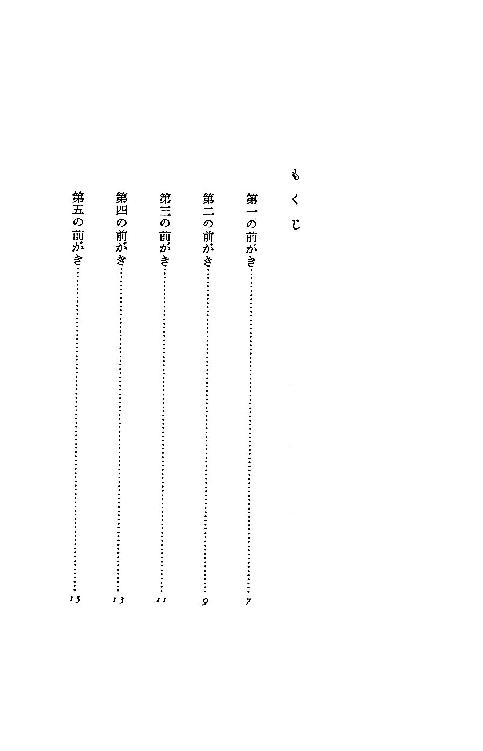 もくじ
第一の前がき……7
第二の前がき……9
第三の前がき……11
第四の前がき……13
第五の前がき……15